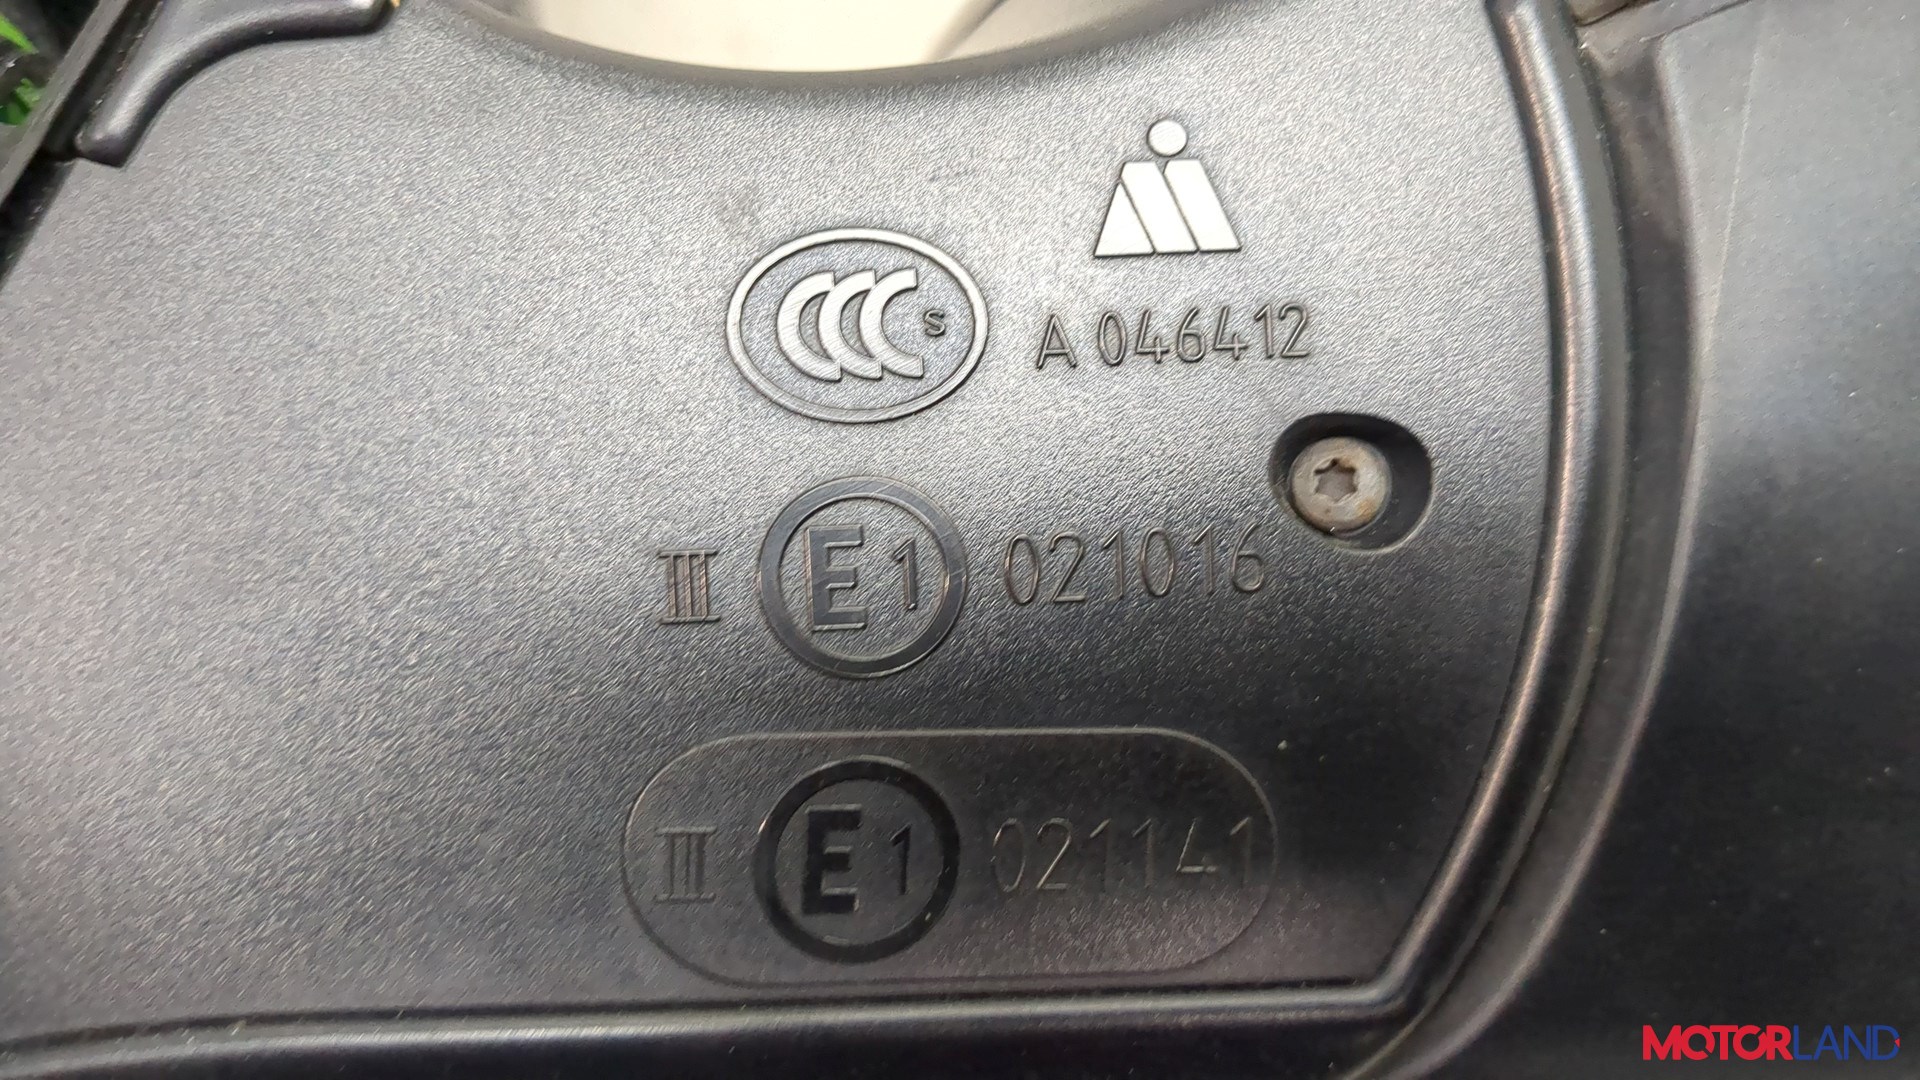 CCC S
A 046412
III E1 021016
III E1 021141
MOTORLAND